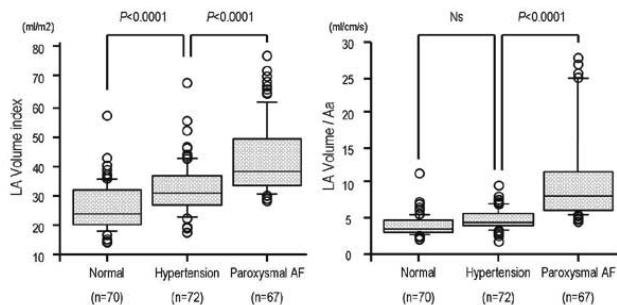 P<0.0001 P<0.0001
(ml/m2)
LA Volume index
80
70
60
50
40
30
20
10
Normal Hypertension Paroxysmal AF
(n=70) (n=72) (n=67)
Ns P<0.0001
(ml/cm/s)
LA Volume / Aa
30
25
20
15
10
5
0
Normal Hypertension Paroxysmal AF
(n=70) (n=72) (n=67)